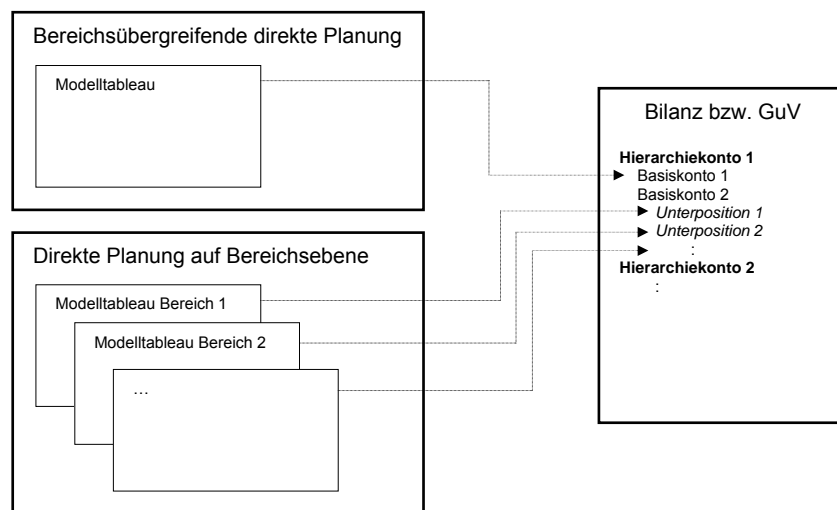 Bereichsübergreifende direkte Planung
Modelltableau
Direkte Planung auf Bereichsebene
Modelltableau Bereich 1
Modelltableau Bereich 2
…
Bilanz bzw. GuV
Hierarchiekonto 1
Basiskonto 1
Basiskonto 2
Unterposition 1
Unterposition 2
:
Hierarchiekonto 2
: